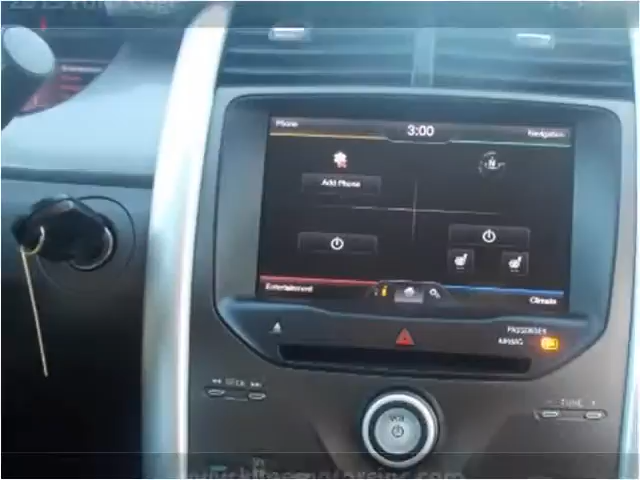 Phone
3:00
Navigation
N
Add Phone
Entertainment
i
Climate
PASSENGER
AIRBAG
SEEK
TUNE
VOL